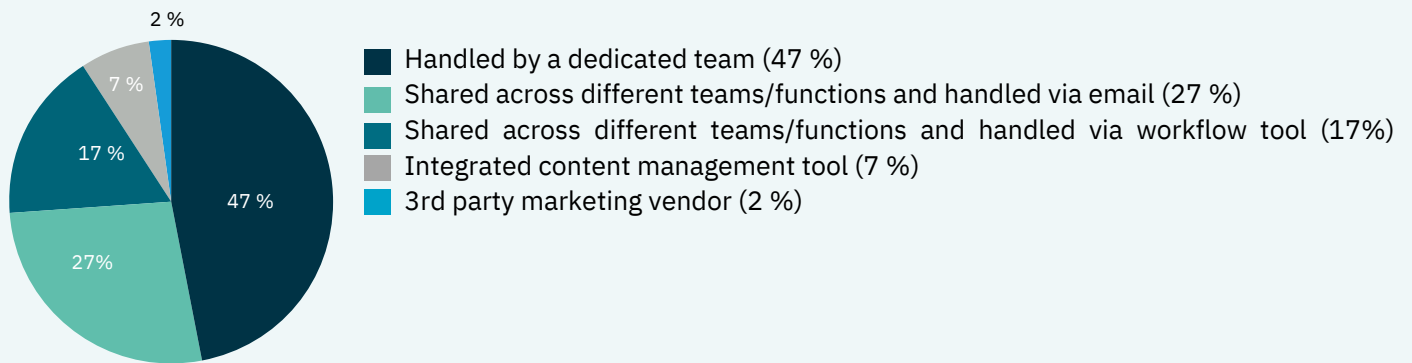 2 %
7 %
17 %
47 %
27%
Handled by a dedicated team (47 %)
Shared across different teams/functions and handled via email (27 %)
Shared across different teams/functions and handled via workflow tool (17%)
Integrated content management tool (7 %)
3rd party marketing vendor (2 %)